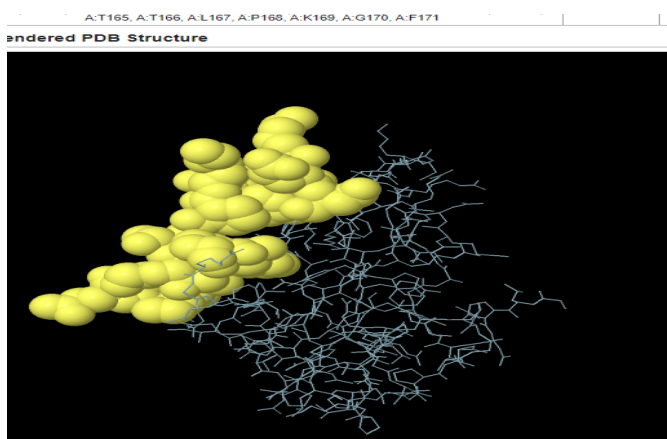 A:T165, A:T166, A:L167, A:P168, A:K169, A:G170, A:F171
endered PDB Structure